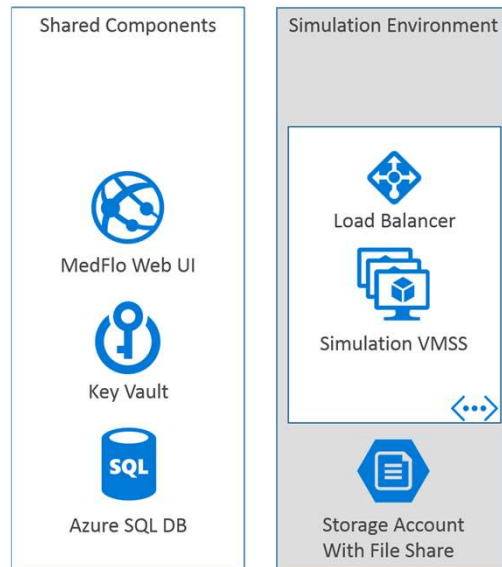 Shared Components
MedFlo Web UI
Key Vault
SQL
Azure SQL DB
Simulation Environment
Load Balancer
Simulation VMSS
Storage Account
With File Share